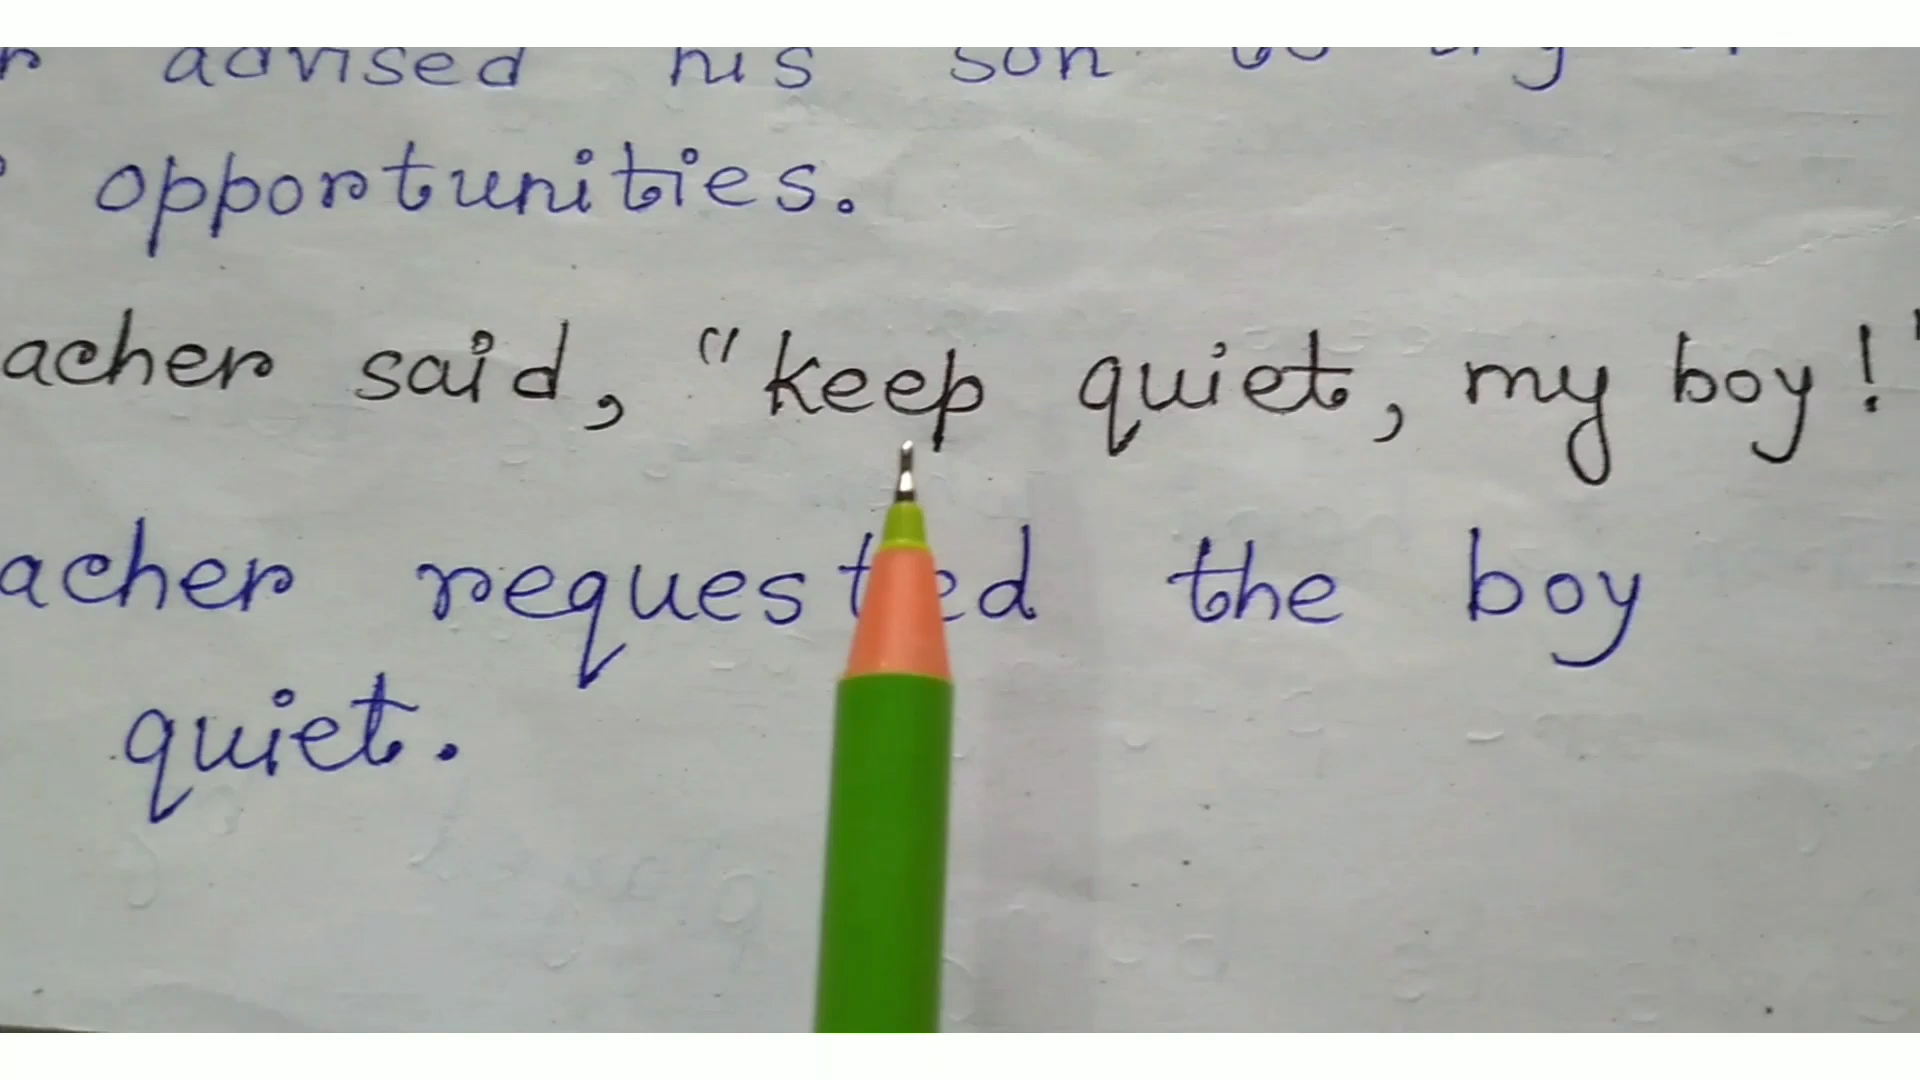 advised his son
opportunities.
acher said, "keep quiet, my boy!"
acher requested the boy
quiet.